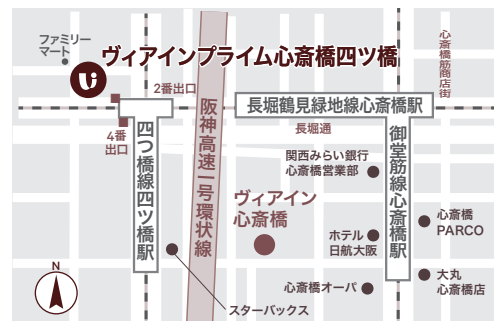 ファミリー
マート
ヴィアインプライム心斎橋四ツ橋
心斎橋筋商店街
2番出口
阪神高速一号環状線
長堀鶴見緑地線心斎橋駅
長堀通
4番
出口
四つ橋線四ツ橋駅
御堂筋線心斎橋駅
関西みらい銀行
心斎橋営業部
ヴィアイン
心斎橋
心斎橋
PARCO
ホテル
日航大阪
大丸
心斎橋店
心斎橋オーパ
スターバックス
N